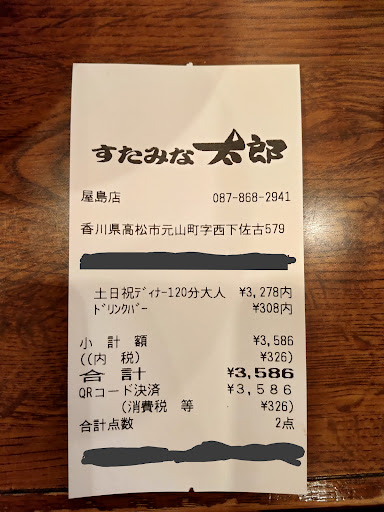 すたみな太郎
屋島店 087-868-2941
香川県高松市元山町字西下佐古579
土日祝ﾃﾞｨﾅｰ120分大人 ¥3,278内
ﾄﾞﾘﾝｸﾊﾞｰ ¥308内
小 計 額 ¥3,586
((内 税) ¥326)
合 計 ¥3,586
QRコード決済 ¥3,586
(消費税 等 ¥326)
合計点数 2点